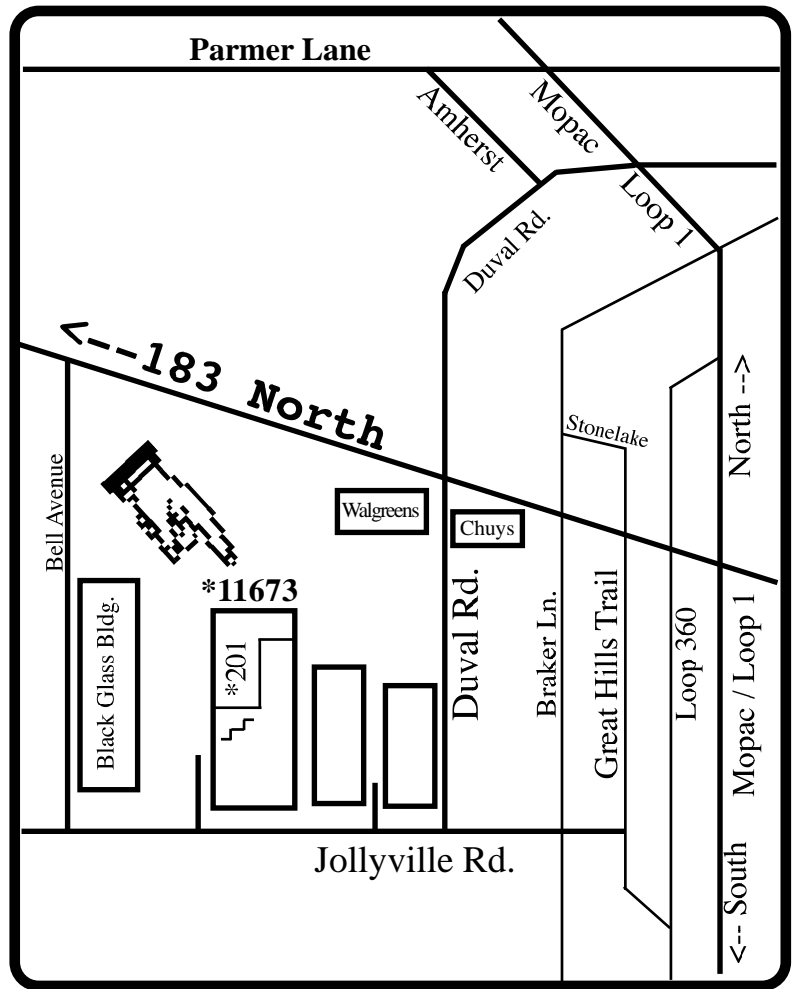 Parmer Lane
Amherst
Mopac
Loop 1
Duval Rd.
<--183 North
Stonelake
North -->
Bell Avenue
Walgreens
Chuys
*11673
Black Glass Bldg.
*201
Duval Rd.
Braker Ln.
Great Hills Trail
Loop 360
Mopac / Loop 1
Jollyville Rd.
<-- South